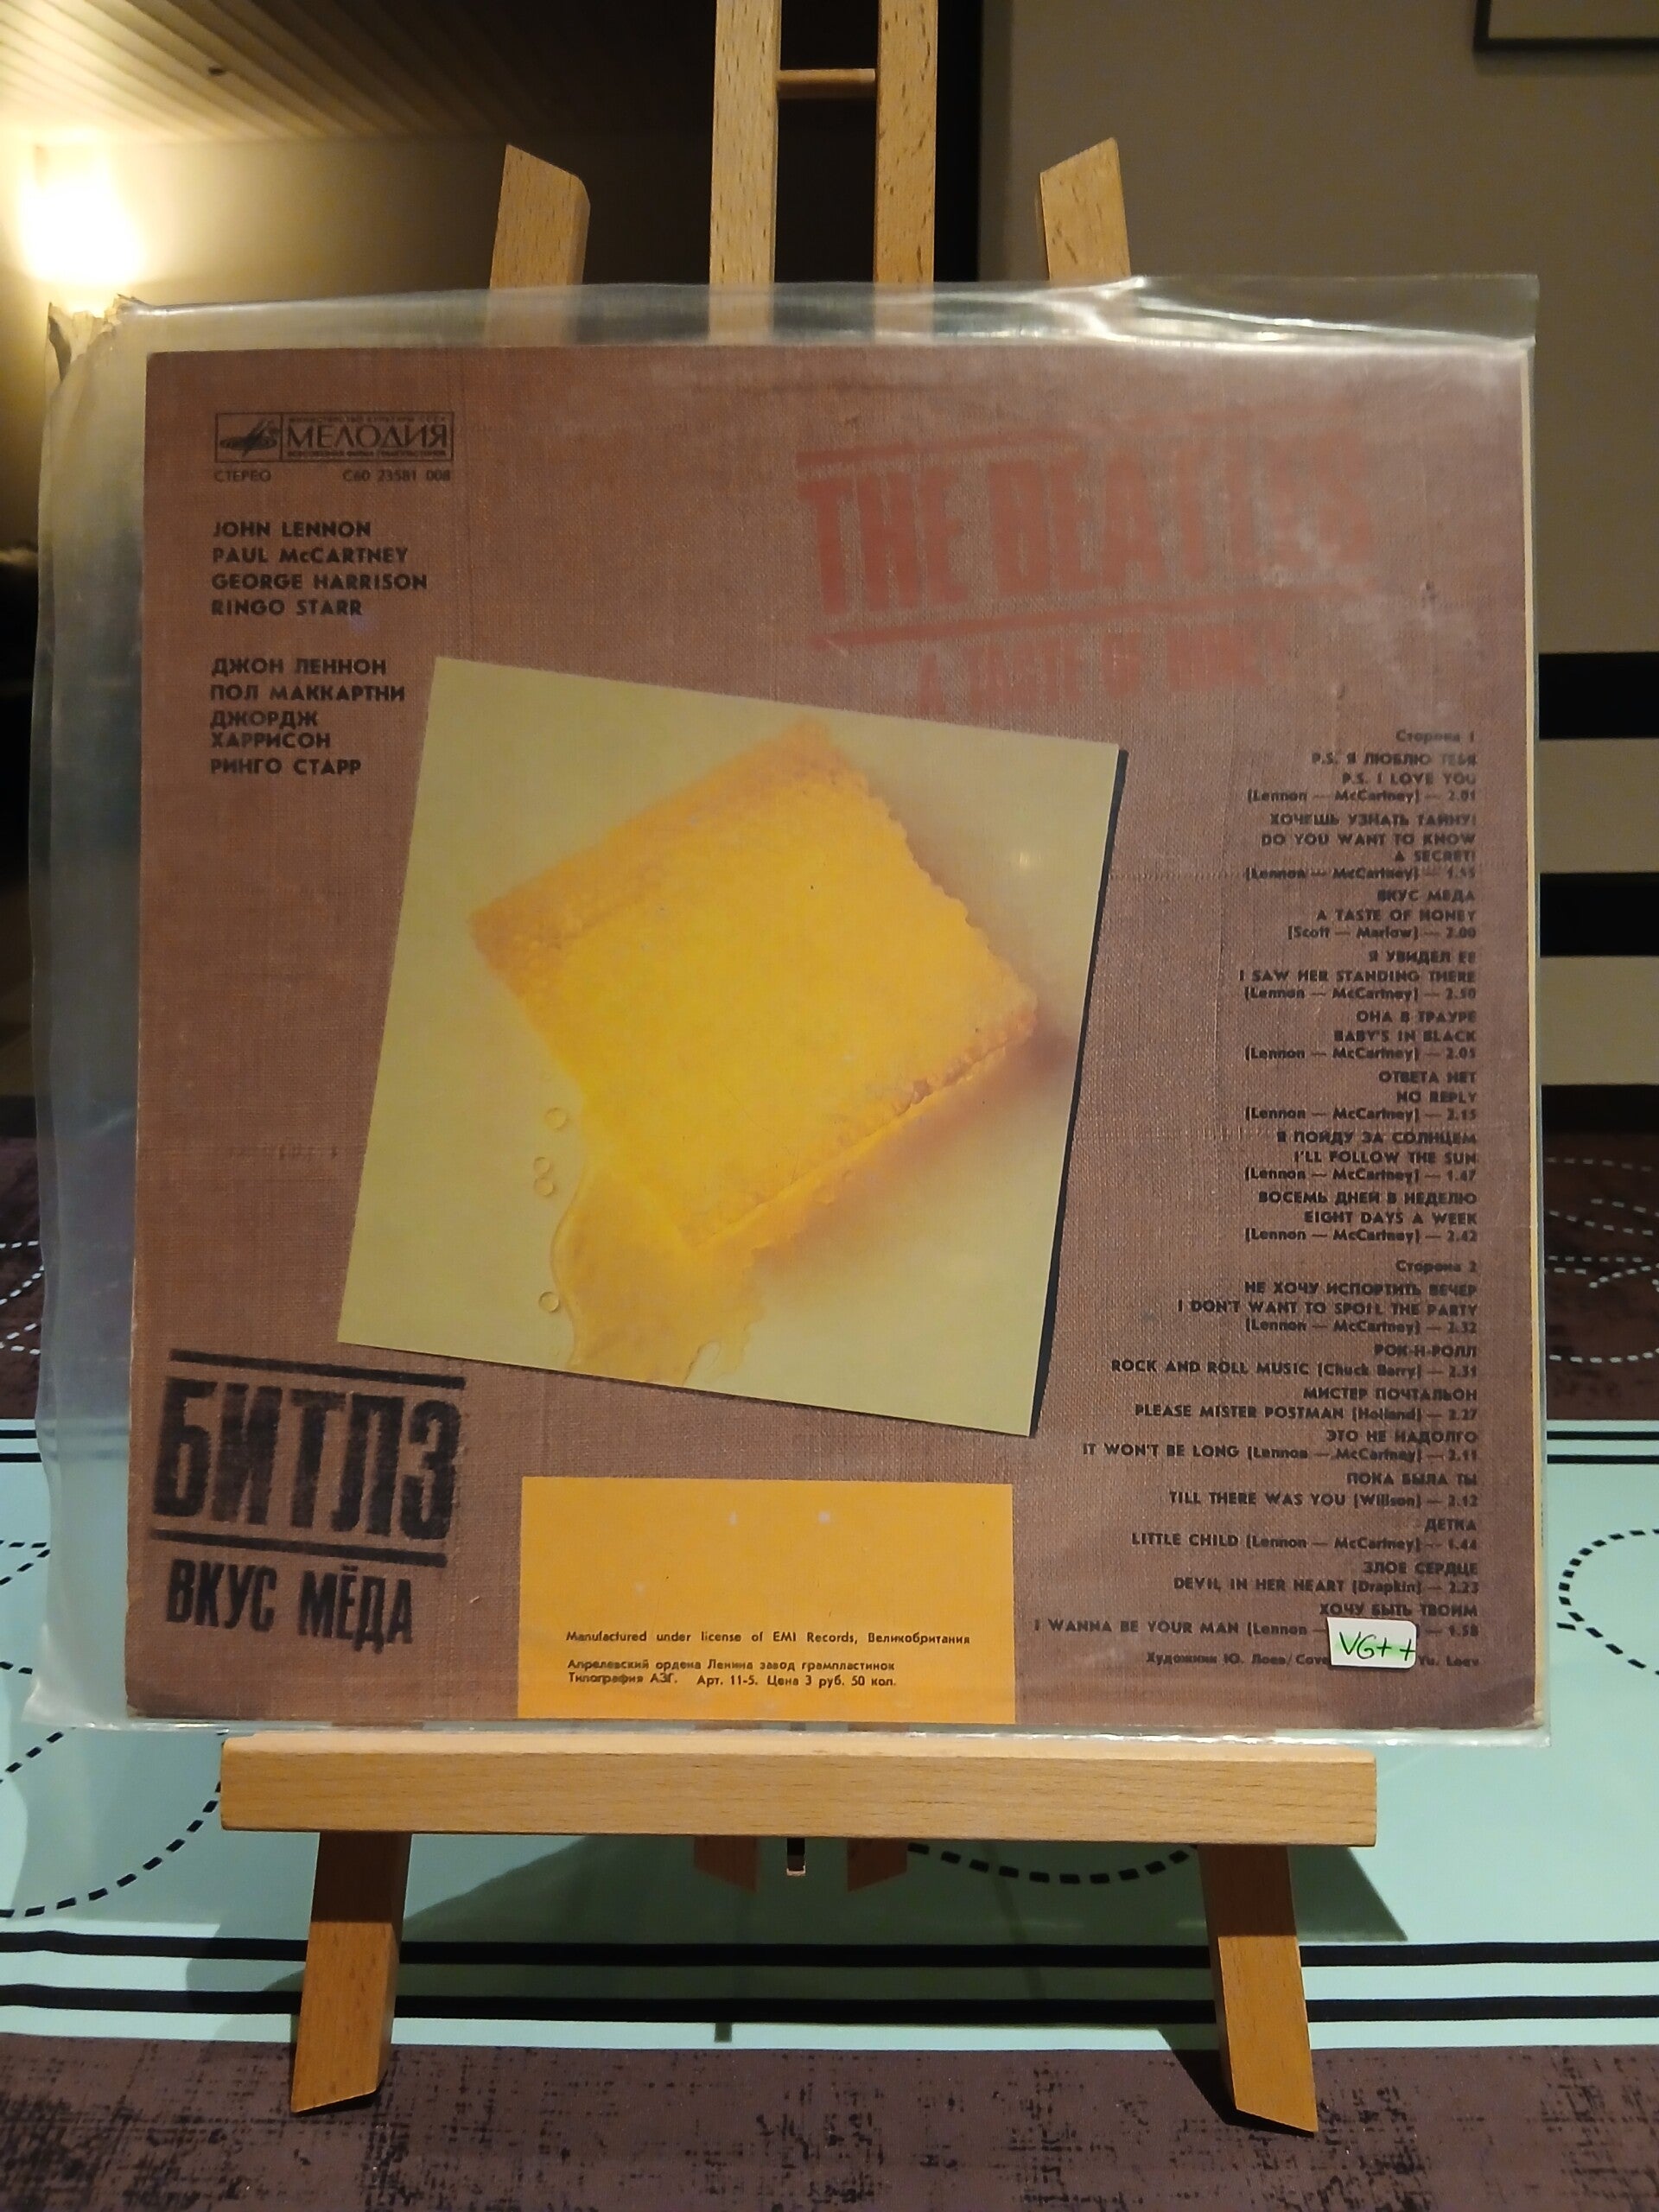 МИНИСТЕРСТВО КУЛЬТУРЫ СССР
МЕЛОДИЯ
ВСЕСОЮЗНАЯ ФИРМА ГРАМПЛАСТИНОК
СТЕРЕО С60 23581 008
JOHN LENNON
PAUL McCARTNEY
GEORGE HARRISON
RINGO STARR
ДЖОН ЛЕННОН
ПОЛ МАККАРТНИ
ДЖОРДЖ
ХАРРИСОН
РИНГО СТАРР
THE BEATLES
A TASTE OF HONEY
Сторона 1
P.S. Я ЛЮБЛЮ ТЕБЯ
P.S. I LOVE YOU
(Lennon — McCartney) — 2.01
ХОЧЕШЬ УЗНАТЬ ТАЙНУ?
DO YOU WANT TO KNOW
A SECRET?
(Lennon — McCartney) — 1.55
ВКУС МЕДА
A TASTE OF HONEY
(Scott — Marlow) — 2.00
Я УВИДЕЛ ЕЕ
I SAW HER STANDING THERE
(Lennon — McCartney) — 2.50
ОНА В ТРАУРЕ
BABY'S IN BLACK
(Lennon — McCartney) — 2.05
ОТВЕТА НЕТ
NO REPLY
(Lennon — McCartney) — 2.15
Я ПОЙДУ ЗА СОЛНЦЕМ
I'LL FOLLOW THE SUN
(Lennon — McCartney) — 1.47
ВОСЕМЬ ДНЕЙ В НЕДЕЛЮ
EIGHT DAYS A WEEK
(Lennon — McCartney) — 2.42
Сторона 2
НЕ ХОЧУ ИСПОРТИТЬ ВЕЧЕР
I DON'T WANT TO SPOIL THE PARTY
(Lennon — McCartney) — 2.32
РОК-Н-РОЛЛ
ROCK AND ROLL MUSIC (Chuck Berry) — 2.31
МИСТЕР ПОЧТАЛЬОН
PLEASE MISTER POSTMAN (Holland) — 2.27
ЭТО НЕ НАДОЛГО
IT WON'T BE LONG (Lennon — McCartney) — 2.11
ПОКА БЫЛА ТЫ
TILL THERE WAS YOU (Willson) — 2.12
ДЕТКА
LITTLE CHILD (Lennon — McCartney) — 1.44
ЗЛОЕ СЕРДЦЕ
DEVIL IN HER HEART (Drapkin) — 2.23
ХОЧУ БЫТЬ ТВОИМ
I WANNA BE YOUR MAN (Lennon — — 1.58
VG++
Художник Ю. Лоев/Cove Yu. Loev
БИТЛЗ
ВКУС МЁДА
Manufactured under license of EMI Records, Великобритания
Апрелевский ордена Ленина завод грампластинок
Типография АЗГ. Арт. 11-5. Цена 3 руб. 50 коп.